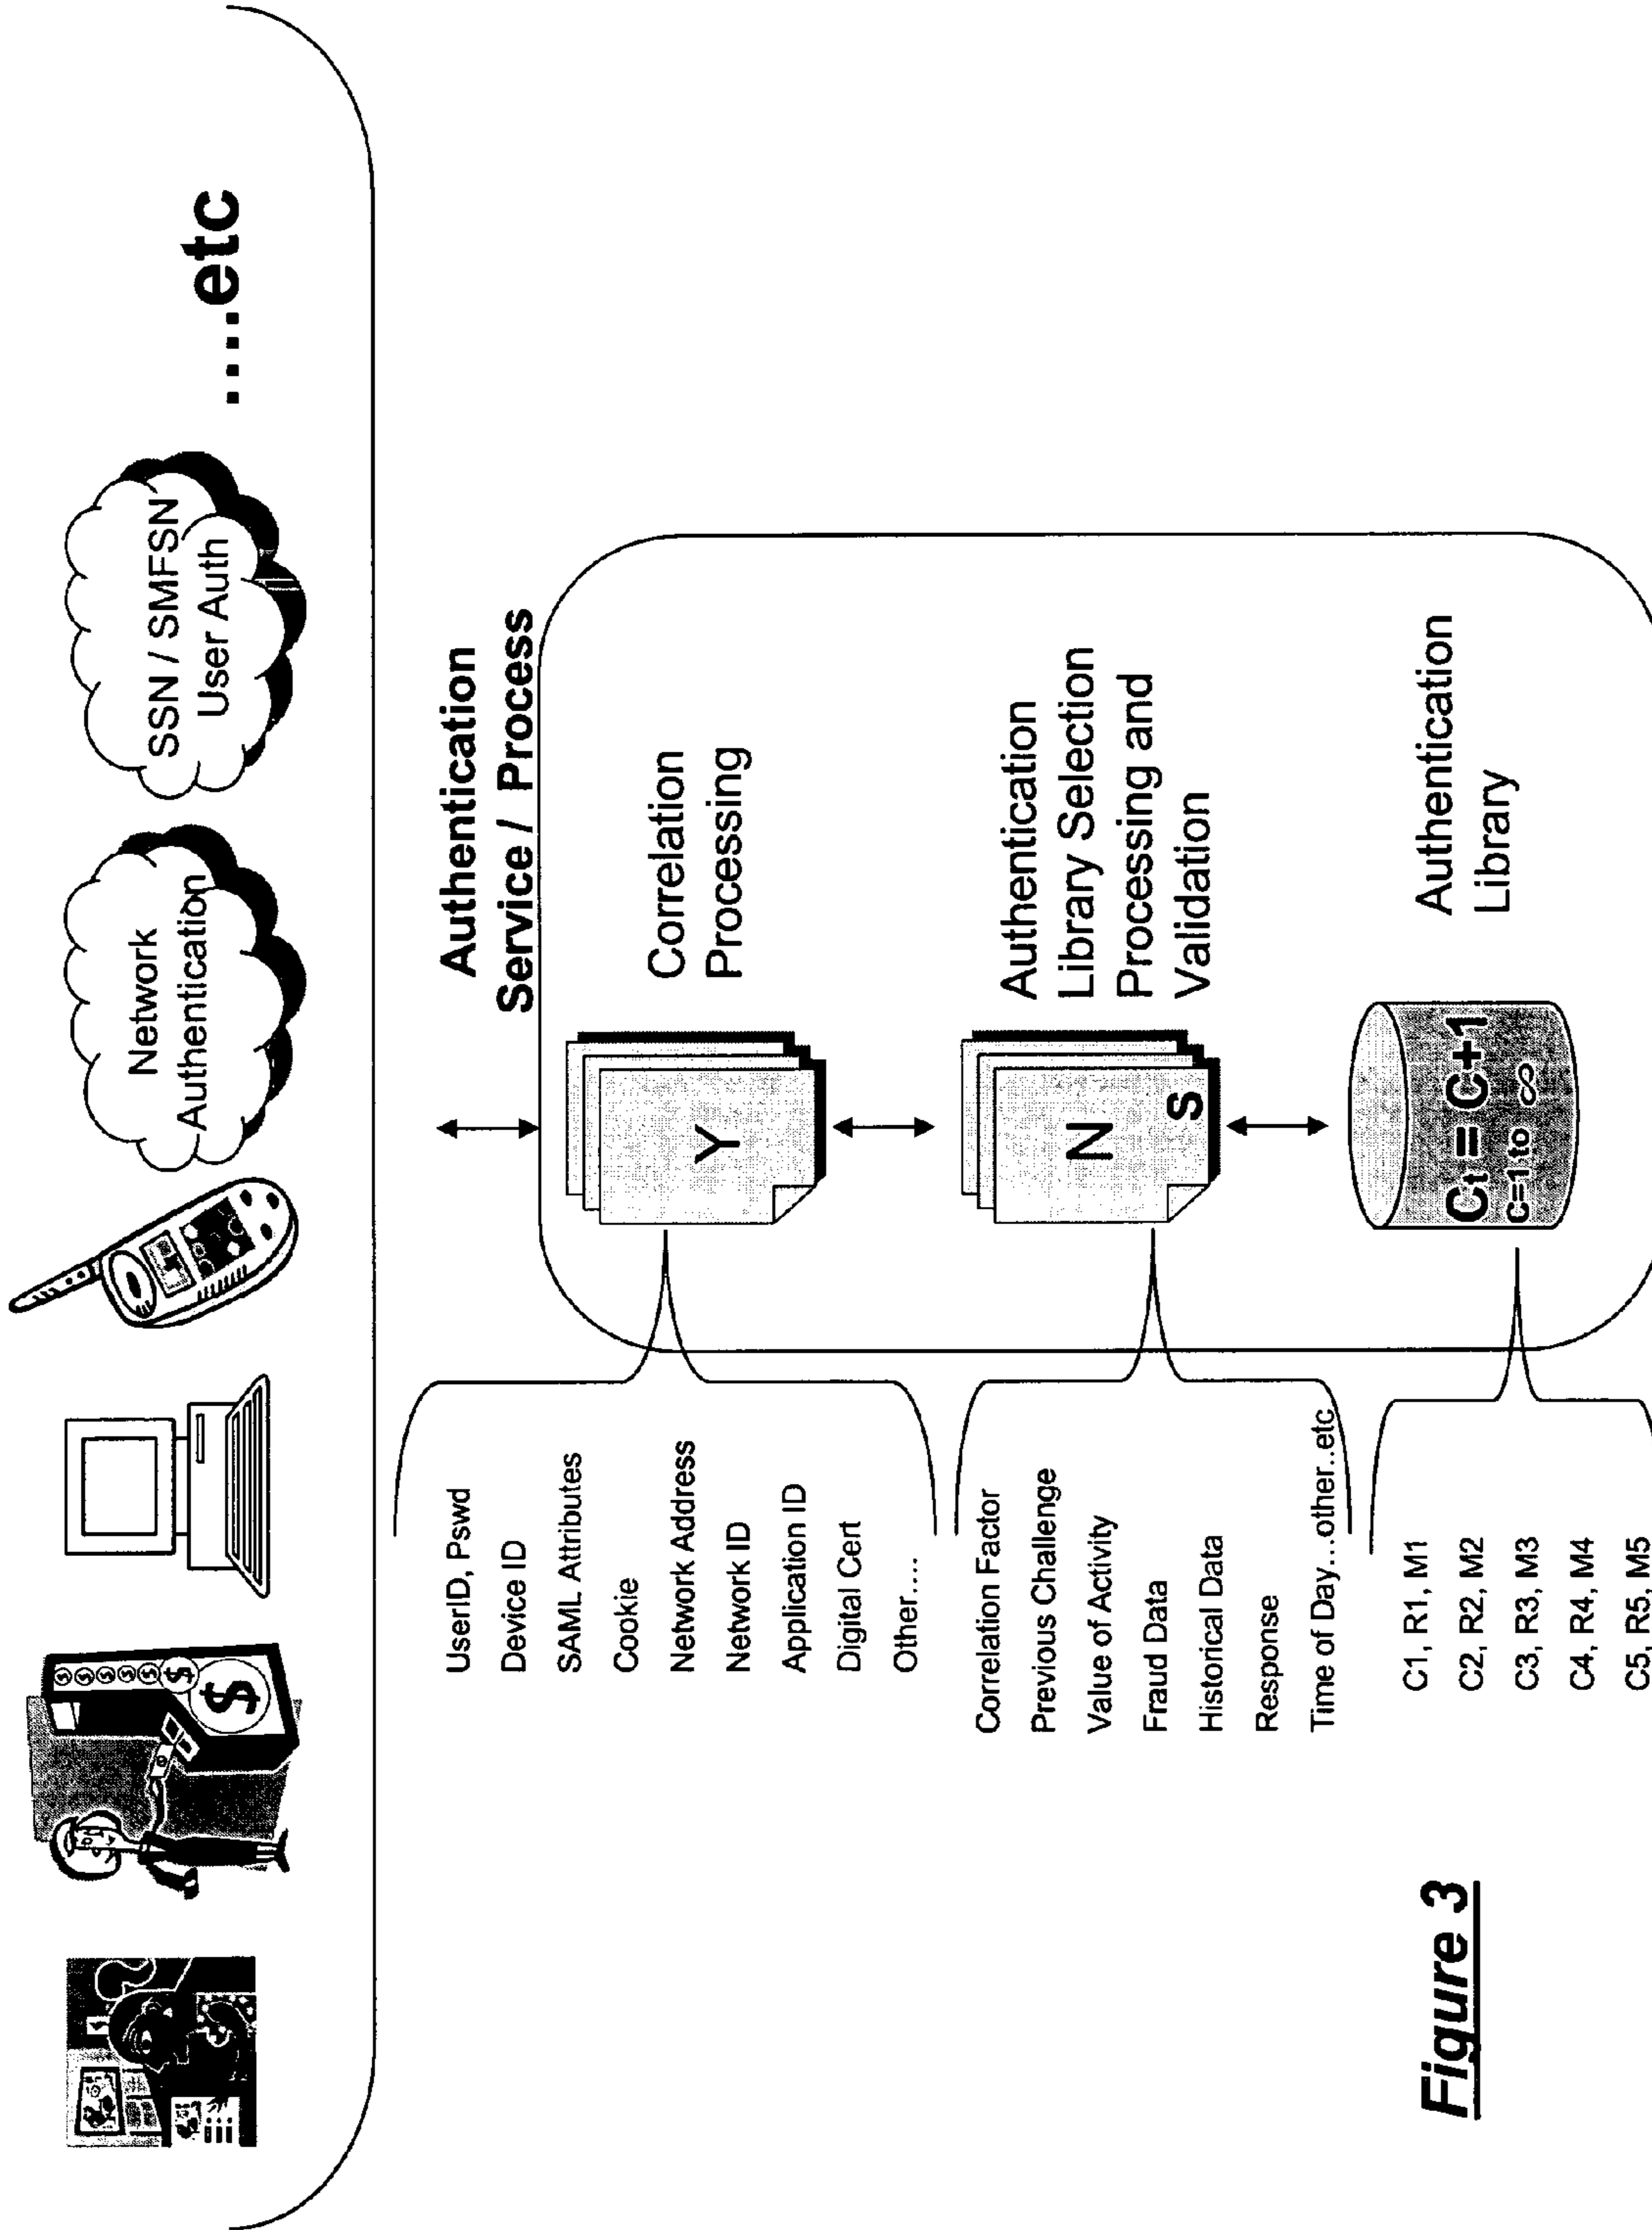 Network
Authentication
SSN / SMFSN
User Auth
....etc
Authentication
Service / Process
UserID, Pswd
Device ID
SAML Attributes
Cookie
Network Address
Network ID
Application ID
Digital Cert
Other....
Y
Correlation
Processing
Correlation Factor
Previous Challenge
Value of Activity
Fraud Data
Historical Data
Response
Time of Day...other..etc
N
S
Authentication
Library Selection
Processing and
Validation
C1, R1, M1
C2, R2, M2
C3, R3, M3
C4, R4, M4
C5, R5, M5
Ct = C+1
C=1 to ∞
Authentication
Library
$
$
Figure 3